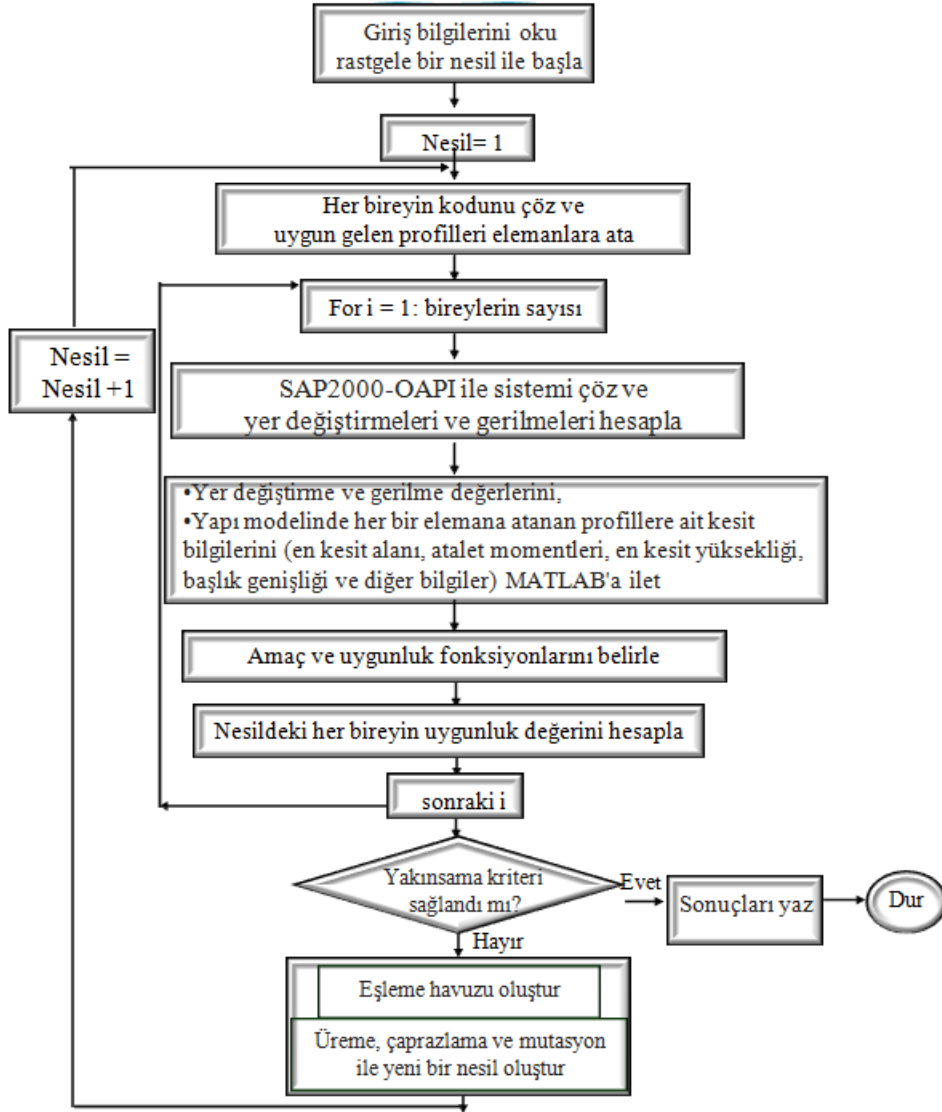 Giriş bilgilerini oku
rastgele bir nesil ile başla
Nesil= 1
Her bireyin kodunu çöz ve
uygun gelen profilleri elemanlara ata
For i = 1: bireylerin sayısı
Nesil =
Nesil +1
SAP2000-OAPI ile sistemi çöz ve
yer değiştirmeleri ve gerilmeleri hesapla
•Yer değiştirme ve gerilme değerlerini,
•Yapı modelinde her bir elemana atanan profillere ait kesit
bilgilerini (en kesit alanı, atalet momentleri, en kesit yüksekliği,
başlık genişliği ve diğer bilgiler) MATLAB'a ilet
Amaç ve uygunluk fonksiyonlarını belirle
Nesildeki her bireyin uygunluk değerini hesapla
sonraki i
Yakınsama kriteri
sağlandı mı?
Evet
Sonuçları yaz
Dur
Hayır
Eşleme havuzu oluştur
Üreme, çaprazlama ve mutasyon
ile yeni bir nesil oluştur